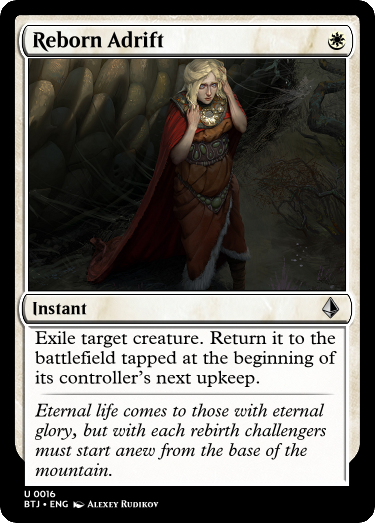 Reborn Adrift
Instant
Exile target creature. Return it to the
battlefield tapped at the beginning of
its controller's next upkeep.
Eternal life comes to those with eternal
glory, but with each rebirth challengers
must start anew from the base of the
mountain.
U 0016
BTJ • ENG Alexey Rudikov